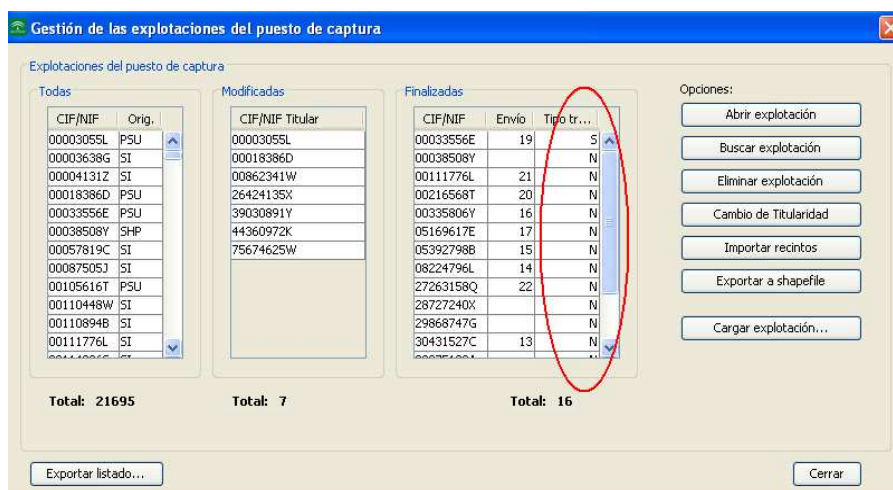 Gestión de las explotaciones del puesto de captura
Explotaciones del puesto de captura
Todas
CIF/NIF Orig.
00003055L PSU
00003638G SI
00004131Z SI
00018386D PSU
00033556E PSU
00038508Y SHP
00057819C SI
00087505J SI
00105616T PSU
00110448W SI
00110894B SI
00111776L SI
Total: 21695
Modificadas
CIF/NIF Titular
00003055L
00018386D
00862341W
26424135X
39030891Y
44360972K
75674625W
Total: 7
Finalizadas
CIF/NIF Envío Tipo tr...
00033556E 19 S
00038508Y N
00111776L 21 N
00216568T 20 N
00335806Y 16 N
05169617E 17 N
05392798B 15 N
08224796L 14 N
27263158Q 22 N
28727240X N
29868747G N
30431527C 13 N
Total: 16
Opciones:
Abrir explotación
Buscar explotación
Eliminar explotación
Cambio de Titularidad
Importar recintos
Exportar a shapefile
Cargar explotación...
Exportar listado...
Cerrar